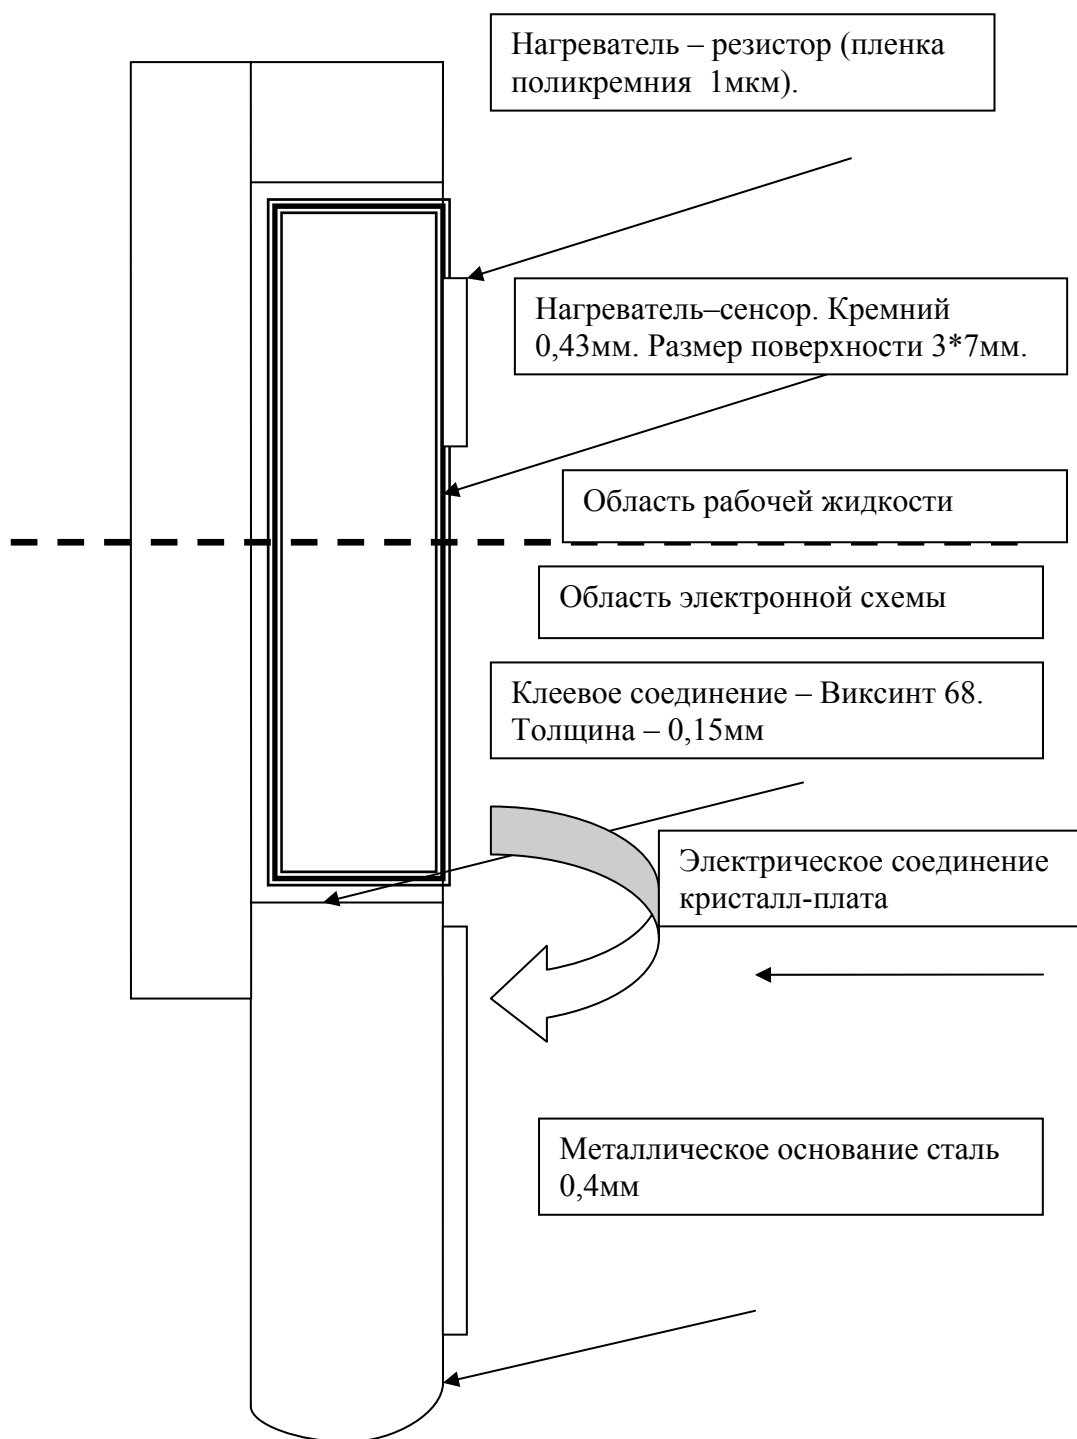 Нагреватель – резистор (пленка
поликремния 1мкм).
Нагреватель–сенсор. Кремний
0,43мм. Размер поверхности 3*7мм.
Область рабочей жидкости
Область электронной схемы
Клеевое соединение – Виксинт 68.
Толщина – 0,15мм
Электрическое соединение
кристалл-плата
Металлическое основание сталь
0,4мм